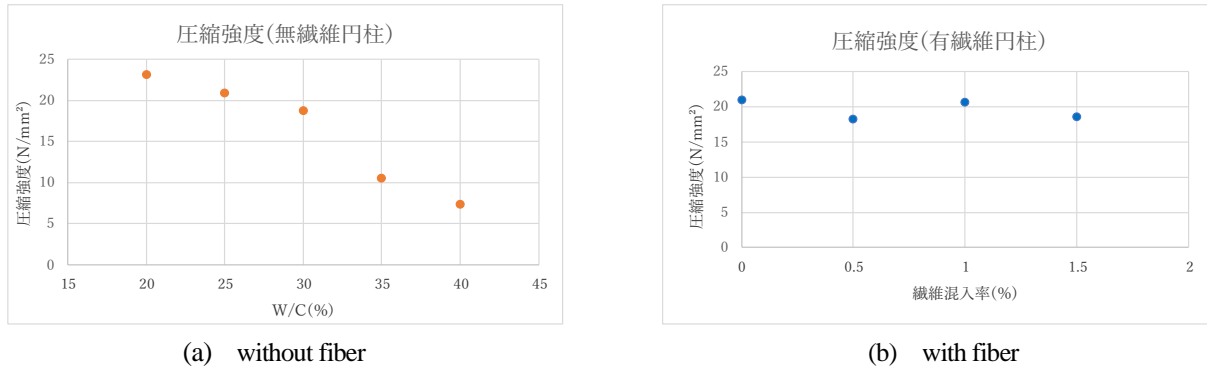 圧縮強度(無繊維円柱)
25
20
15
10
5
0
圧縮強度(N/mm²)
15 20 25 30 35 40 45
W/C(%)
(a) without fiber
圧縮強度(有繊維円柱)
25
20
15
10
5
0
圧縮強度(N/mm²)
0 0.5 1 1.5 2
繊維混入率(%)
(b) with fiber